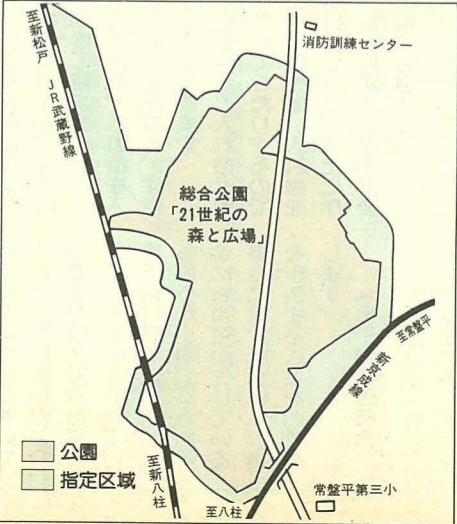 至新松戸
JR武蔵野線
消防訓練センター
総合公園
「21世紀の
森と広場」
至常盤平
新京成線
公園
指定区域
至新八柱
至八柱
常盤平第三小